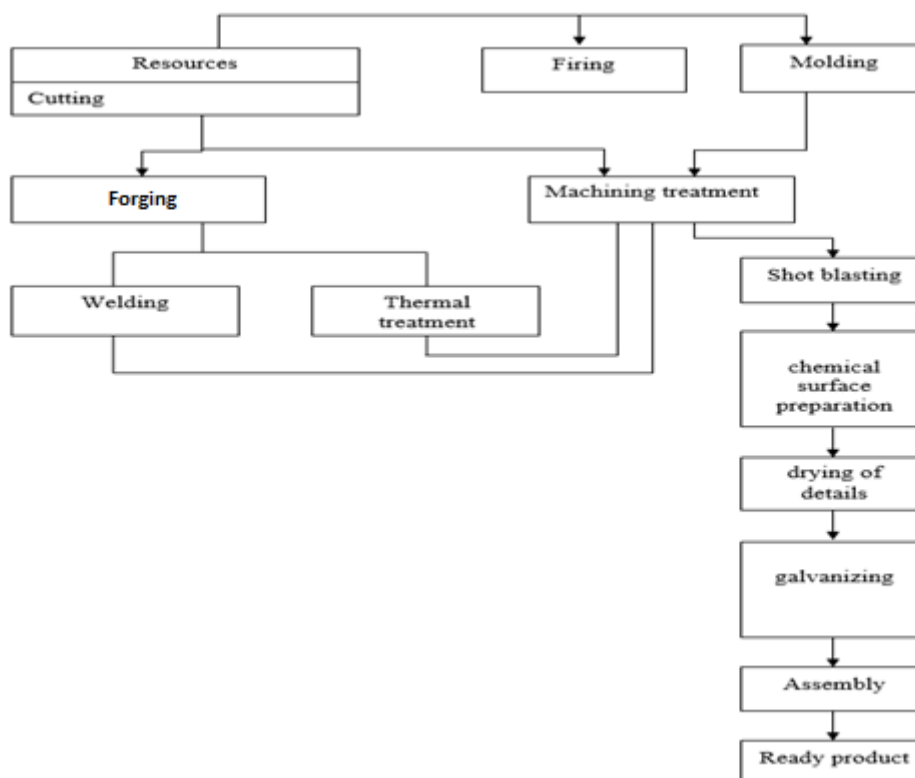 Resources
Firing
Molding
Cutting
Forging
Machining treatment
Welding
Thermal
treatment
Shot blasting
chemical
surface
preparation
drying of
details
galvanizing
Assembly
Ready product